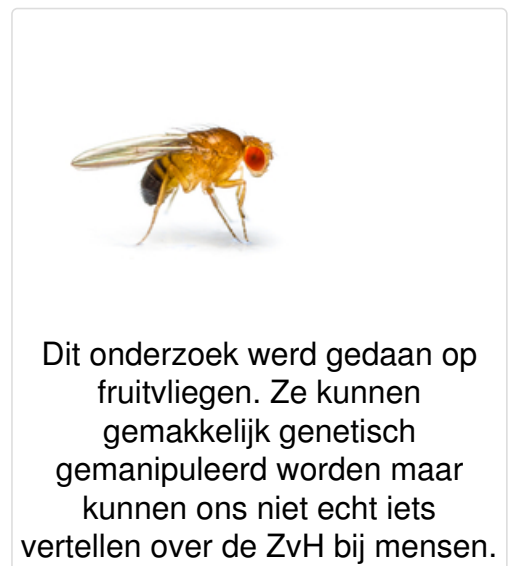 Dit onderzoek werd gedaan op
fruitvliegen. Ze kunnen
gemakkelijk genetisch
gemanipuleerd worden maar
kunnen ons niet echt iets
vertellen over de ZvH bij mensen.